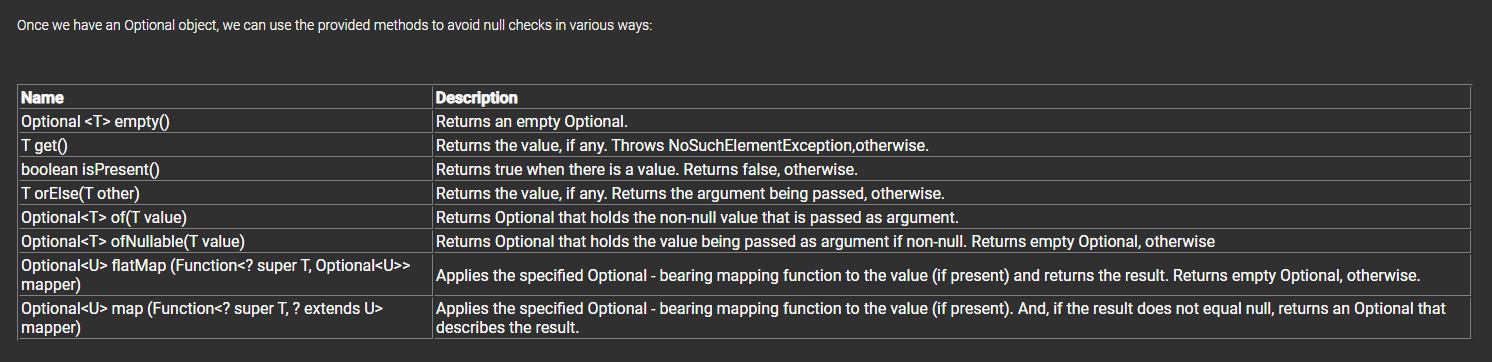 Once we have an Optional object, we can use the provided methods to avoid null checks in various ways:
Name Description
Optional <T> empty() Returns an empty Optional.
T get() Returns the value, if any. Throws NoSuchElementException,otherwise.
boolean isPresent() Returns true when there is a value. Returns false, otherwise.
T orElse(T other) Returns the value, if any. Returns the argument being passed, otherwise.
Optional<T> of(T value) Returns Optional that holds the non-null value that is passed as argument.
Optional<T> ofNullable(T value) Returns Optional that holds the value being passed as argument if non-null. Returns empty Optional, otherwise
Optional<U> flatMap (Function<? super T, Optional<U>>
mapper)
Applies the specified Optional - bearing mapping function to the value (if present) and returns the result. Returns empty Optional, otherwise.
Optional<U> map (Function<? super T, ? extends U>
mapper)
Applies the specified Optional - bearing mapping function to the value (if present). And, if the result does not equal null, returns an Optional that
describes the result.